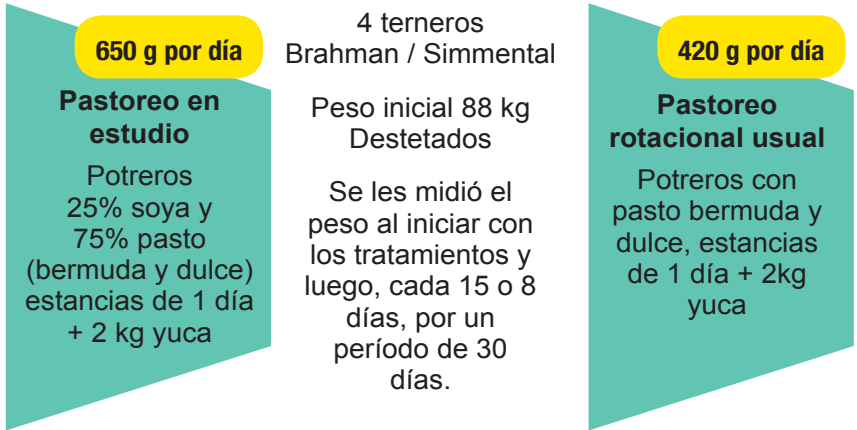 650 g por día
Pastoreo en
estudio
Potreros
25% soya y
75% pasto
(bermuda y dulce)
estancias de 1 día
+ 2 kg yuca
4 terneros
Brahman / Simmental
Peso inicial 88 kg
Destetados
Se les midió el
peso al iniciar con
los tratamientos y
luego, cada 15 o 8
días, por un
período de 30
días.
420 g por día
Pastoreo
rotacional usual
Potreros con
pasto bermuda y
dulce, estancias
de 1 día + 2kg
yuca